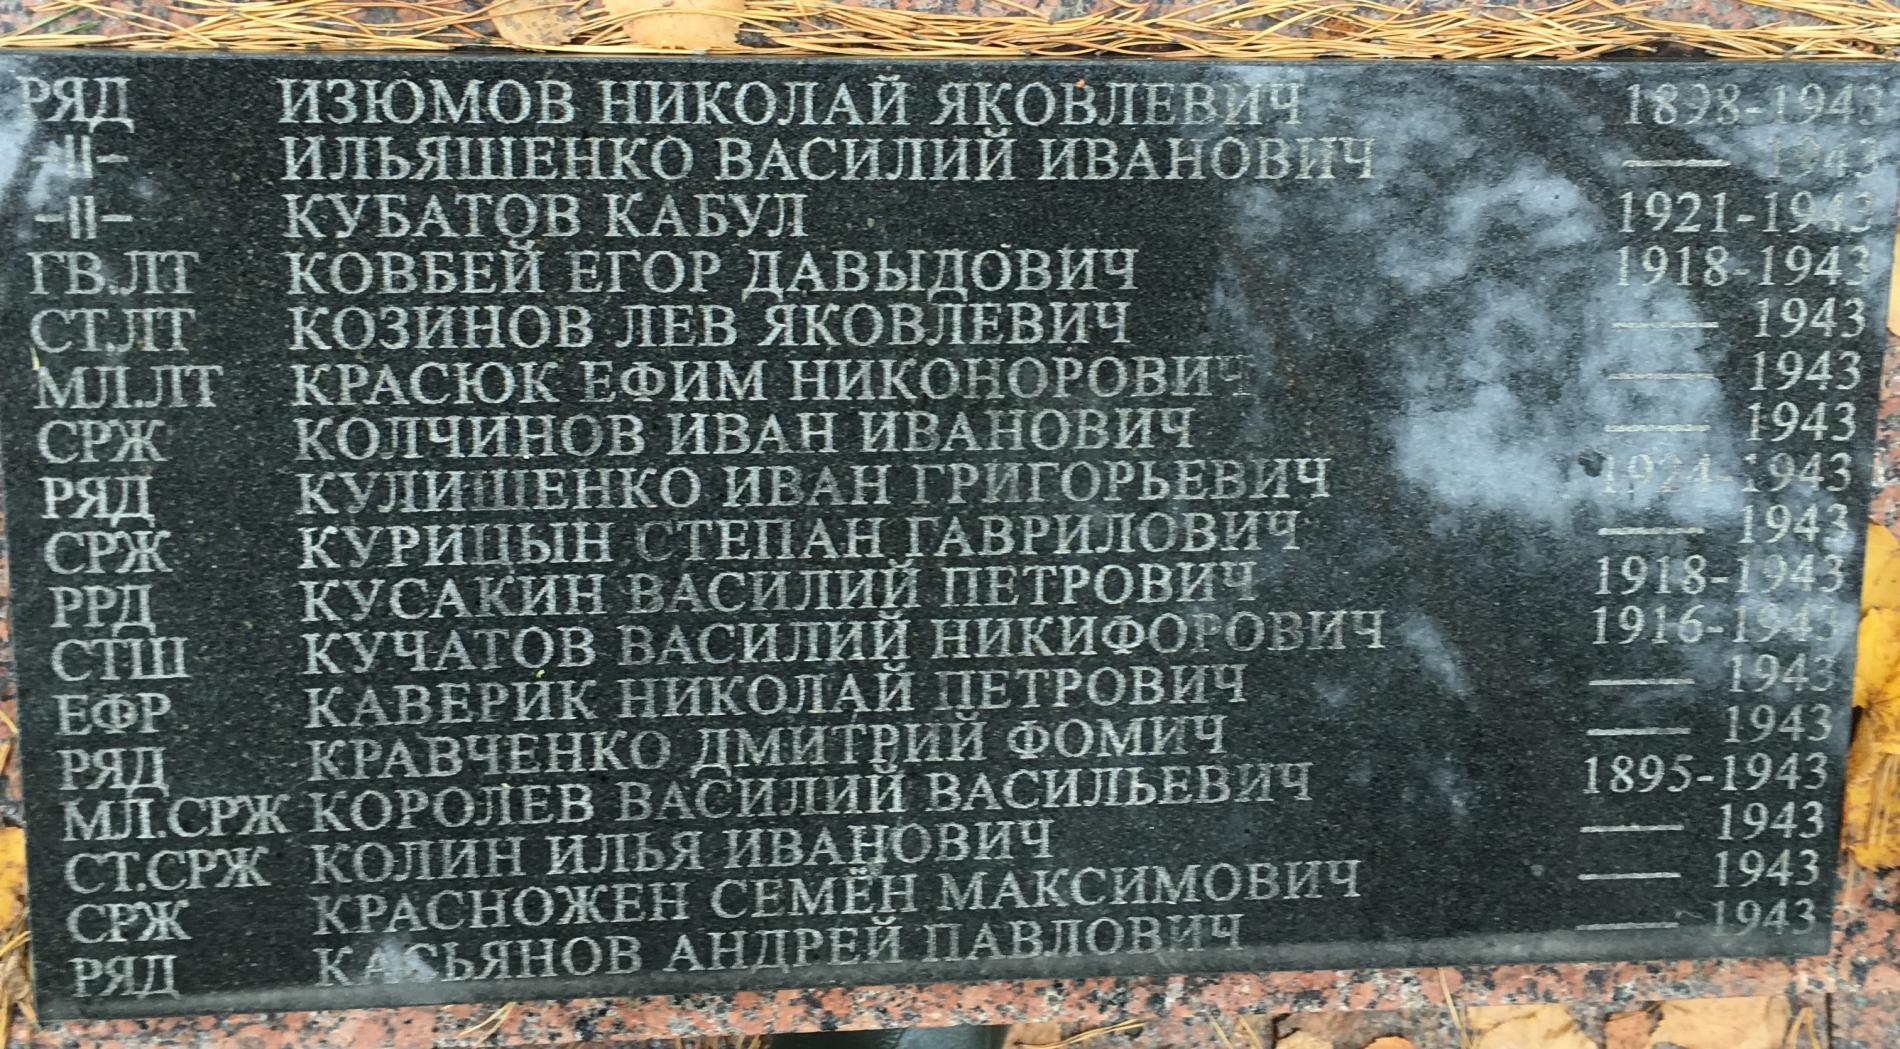 РЯД ИЗЮМОВ НИКОЛАЙ ЯКОВЛЕВИЧ 1898-1943
-||- ИЛЬЯШЕНКО ВАСИЛИЙ ИВАНОВИЧ — 1943
-||- КУБАТОВ КАБУЛ 1921-1943
ГВ.ЛТ КОВБЕЙ ЕГОР ДАВЫДОВИЧ 1918-1943
СТ.ЛТ КОЗИНОВ ЛЕВ ЯКОВЛЕВИЧ — 1943
МЛ.ЛТ КРАСЮК ЕФИМ НИКОНОРОВИЧ — 1943
СРЖ КОЛЧИНОВ ИВАН ИВАНОВИЧ — 1943
РЯД КУЛИШЕНКО ИВАН ГРИГОРЬЕВИЧ 1924-1943
СРЖ КУРИЦЫН СТЕПАН ГАВРИЛОВИЧ — 1943
РРД КУСАКИН ВАСИЛИЙ ПЕТРОВИЧ 1918-1943
СТШ КУЧАТОВ ВАСИЛИЙ НИКИФОРОВИЧ 1916-1943
ЕФР КАВЕРИК НИКОЛАЙ ПЕТРОВИЧ — 1943
РЯД КРАВЧЕНКО ДМИТРИЙ ФОМИЧ — 1943
МЛ.СРЖ КОРОЛЕВ ВАСИЛИЙ ВАСИЛЬЕВИЧ 1895-1943
СТ.СРЖ КОЛИН ИЛЬЯ ИВАНОВИЧ — 1943
СРЖ КРАСНОЖЕН СЕМЁН МАКСИМОВИЧ — 1943
РЯД КАСЬЯНОВ АНДРЕЙ ПАВЛОВИЧ — 1943